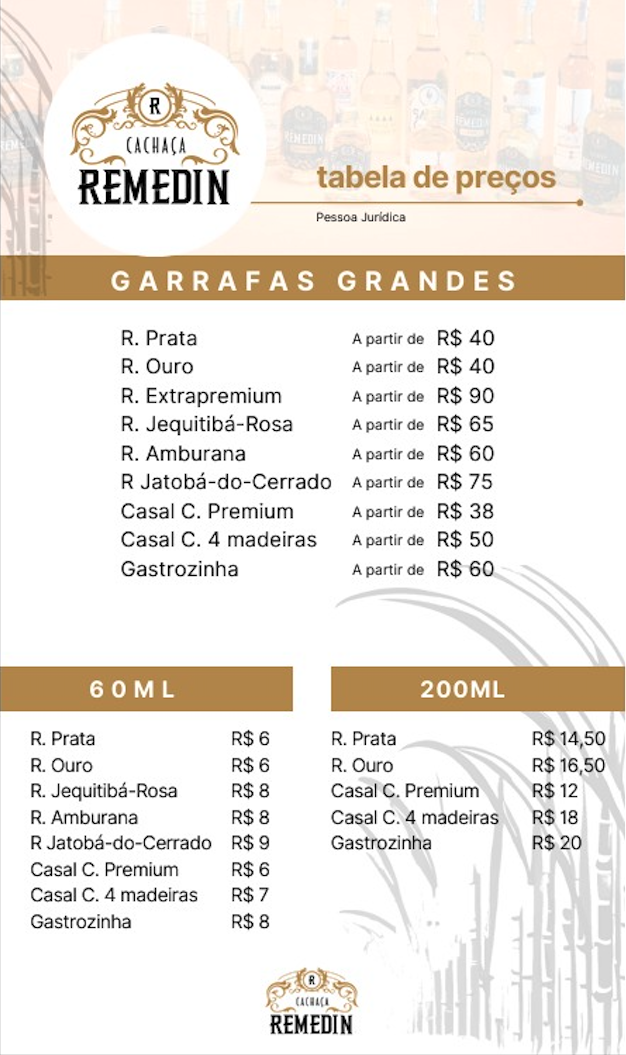 R
CACHAÇA
REMEDIN
tabela de preços
Pessoa Jurídica
GARRAFAS GRANDES
R. Prata A partir de R$ 40
R. Ouro A partir de R$ 40
R. Extrapremium A partir de R$ 90
R. Jequitibá-Rosa A partir de R$ 65
R. Amburana A partir de R$ 60
R Jatobá-do-Cerrado A partir de R$ 75
Casal C. Premium A partir de R$ 38
Casal C. 4 madeiras A partir de R$ 50
Gastrozinha A partir de R$ 60
60ML
R. Prata R$ 6
R. Ouro R$ 6
R. Jequitibá-Rosa R$ 8
R. Amburana R$ 8
R Jatobá-do-Cerrado R$ 9
Casal C. Premium R$ 6
Casal C. 4 madeiras R$ 7
Gastrozinha R$ 8
200ML
R. Prata R$ 14,50
R. Ouro R$ 16,50
Casal C. Premium R$ 12
Casal C. 4 madeiras R$ 18
Gastrozinha R$ 20
R
CACHAÇA
REMEDIN